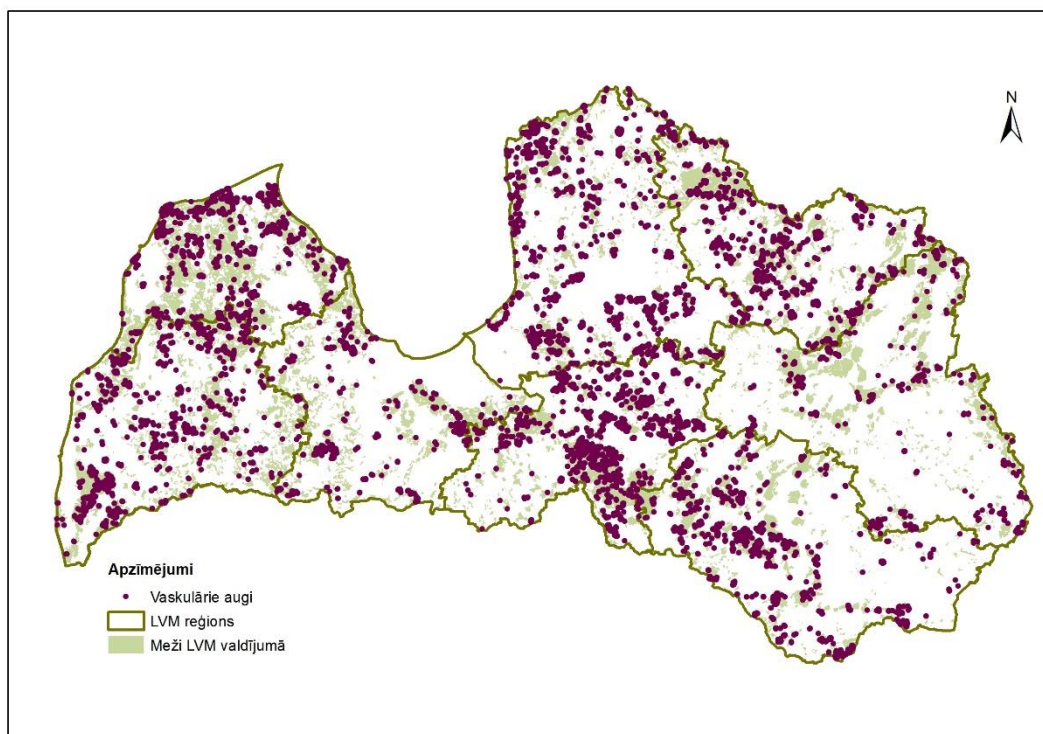 N
Apzīmējumi
Vaskulārie augi
LVM reģions
Meži LVM valdījumā